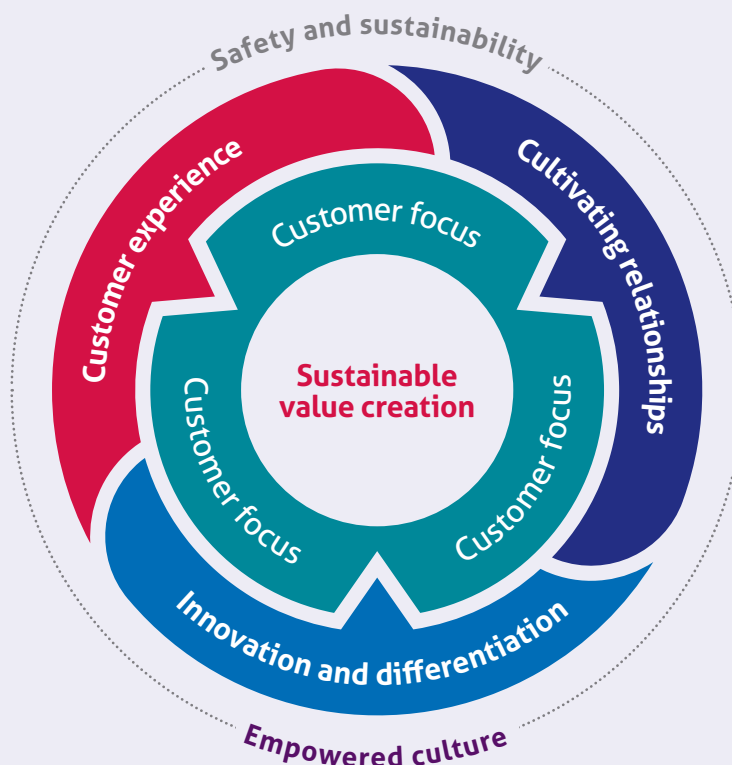 Safety and sustainability
Customer experience
Cultivating relationships
Customer focus
Sustainable
value creation
Customer focus
Customer focus
Innovation and differentiation
Empowered culture